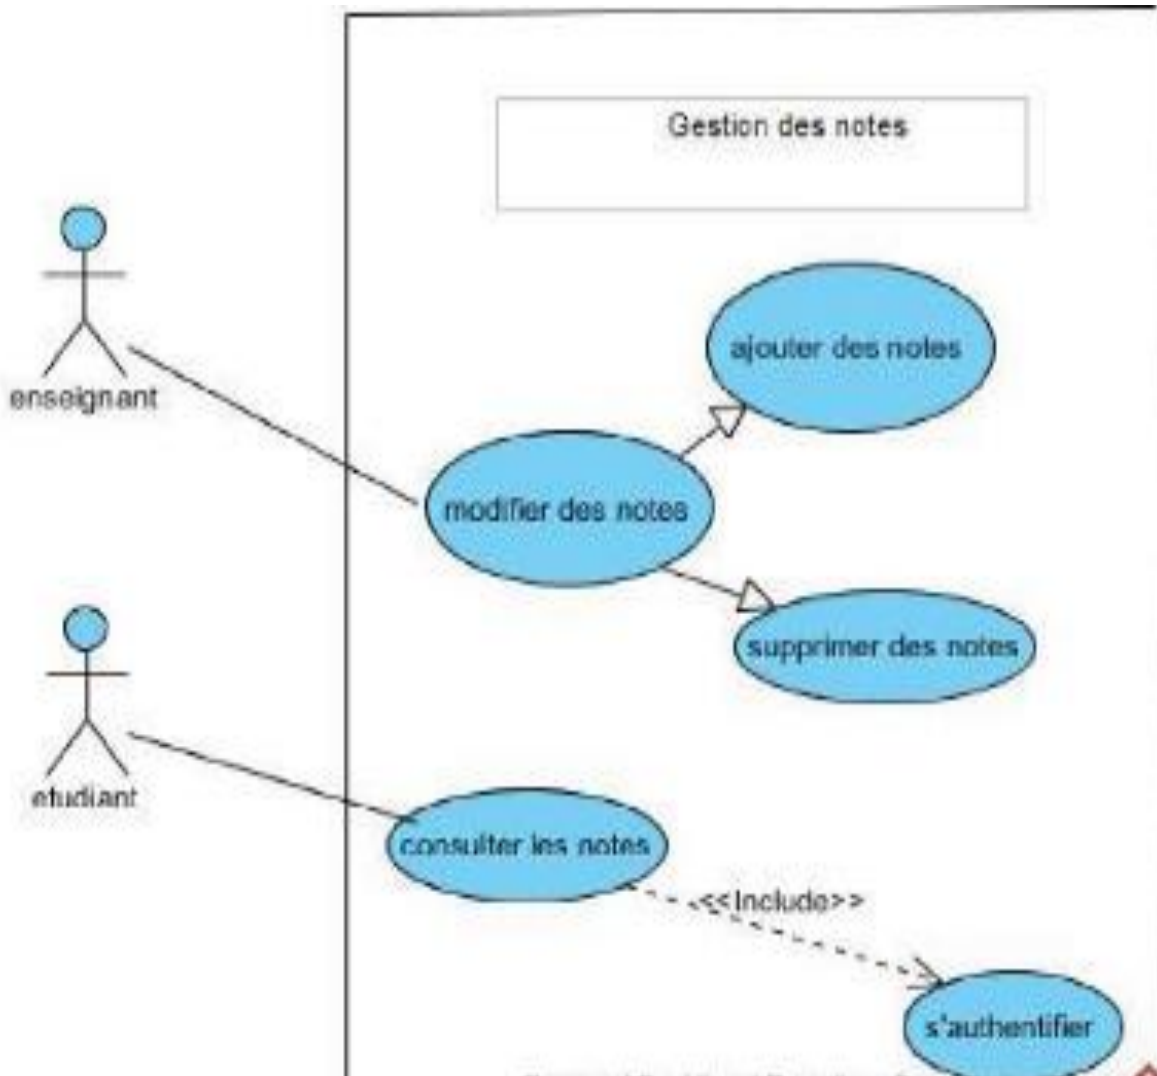 Gestion des notes
ajouter des notes
enseignant
modifier des notes
supprimer des notes
etudiant
consulter les notes
<<Include>>
s'authentifier